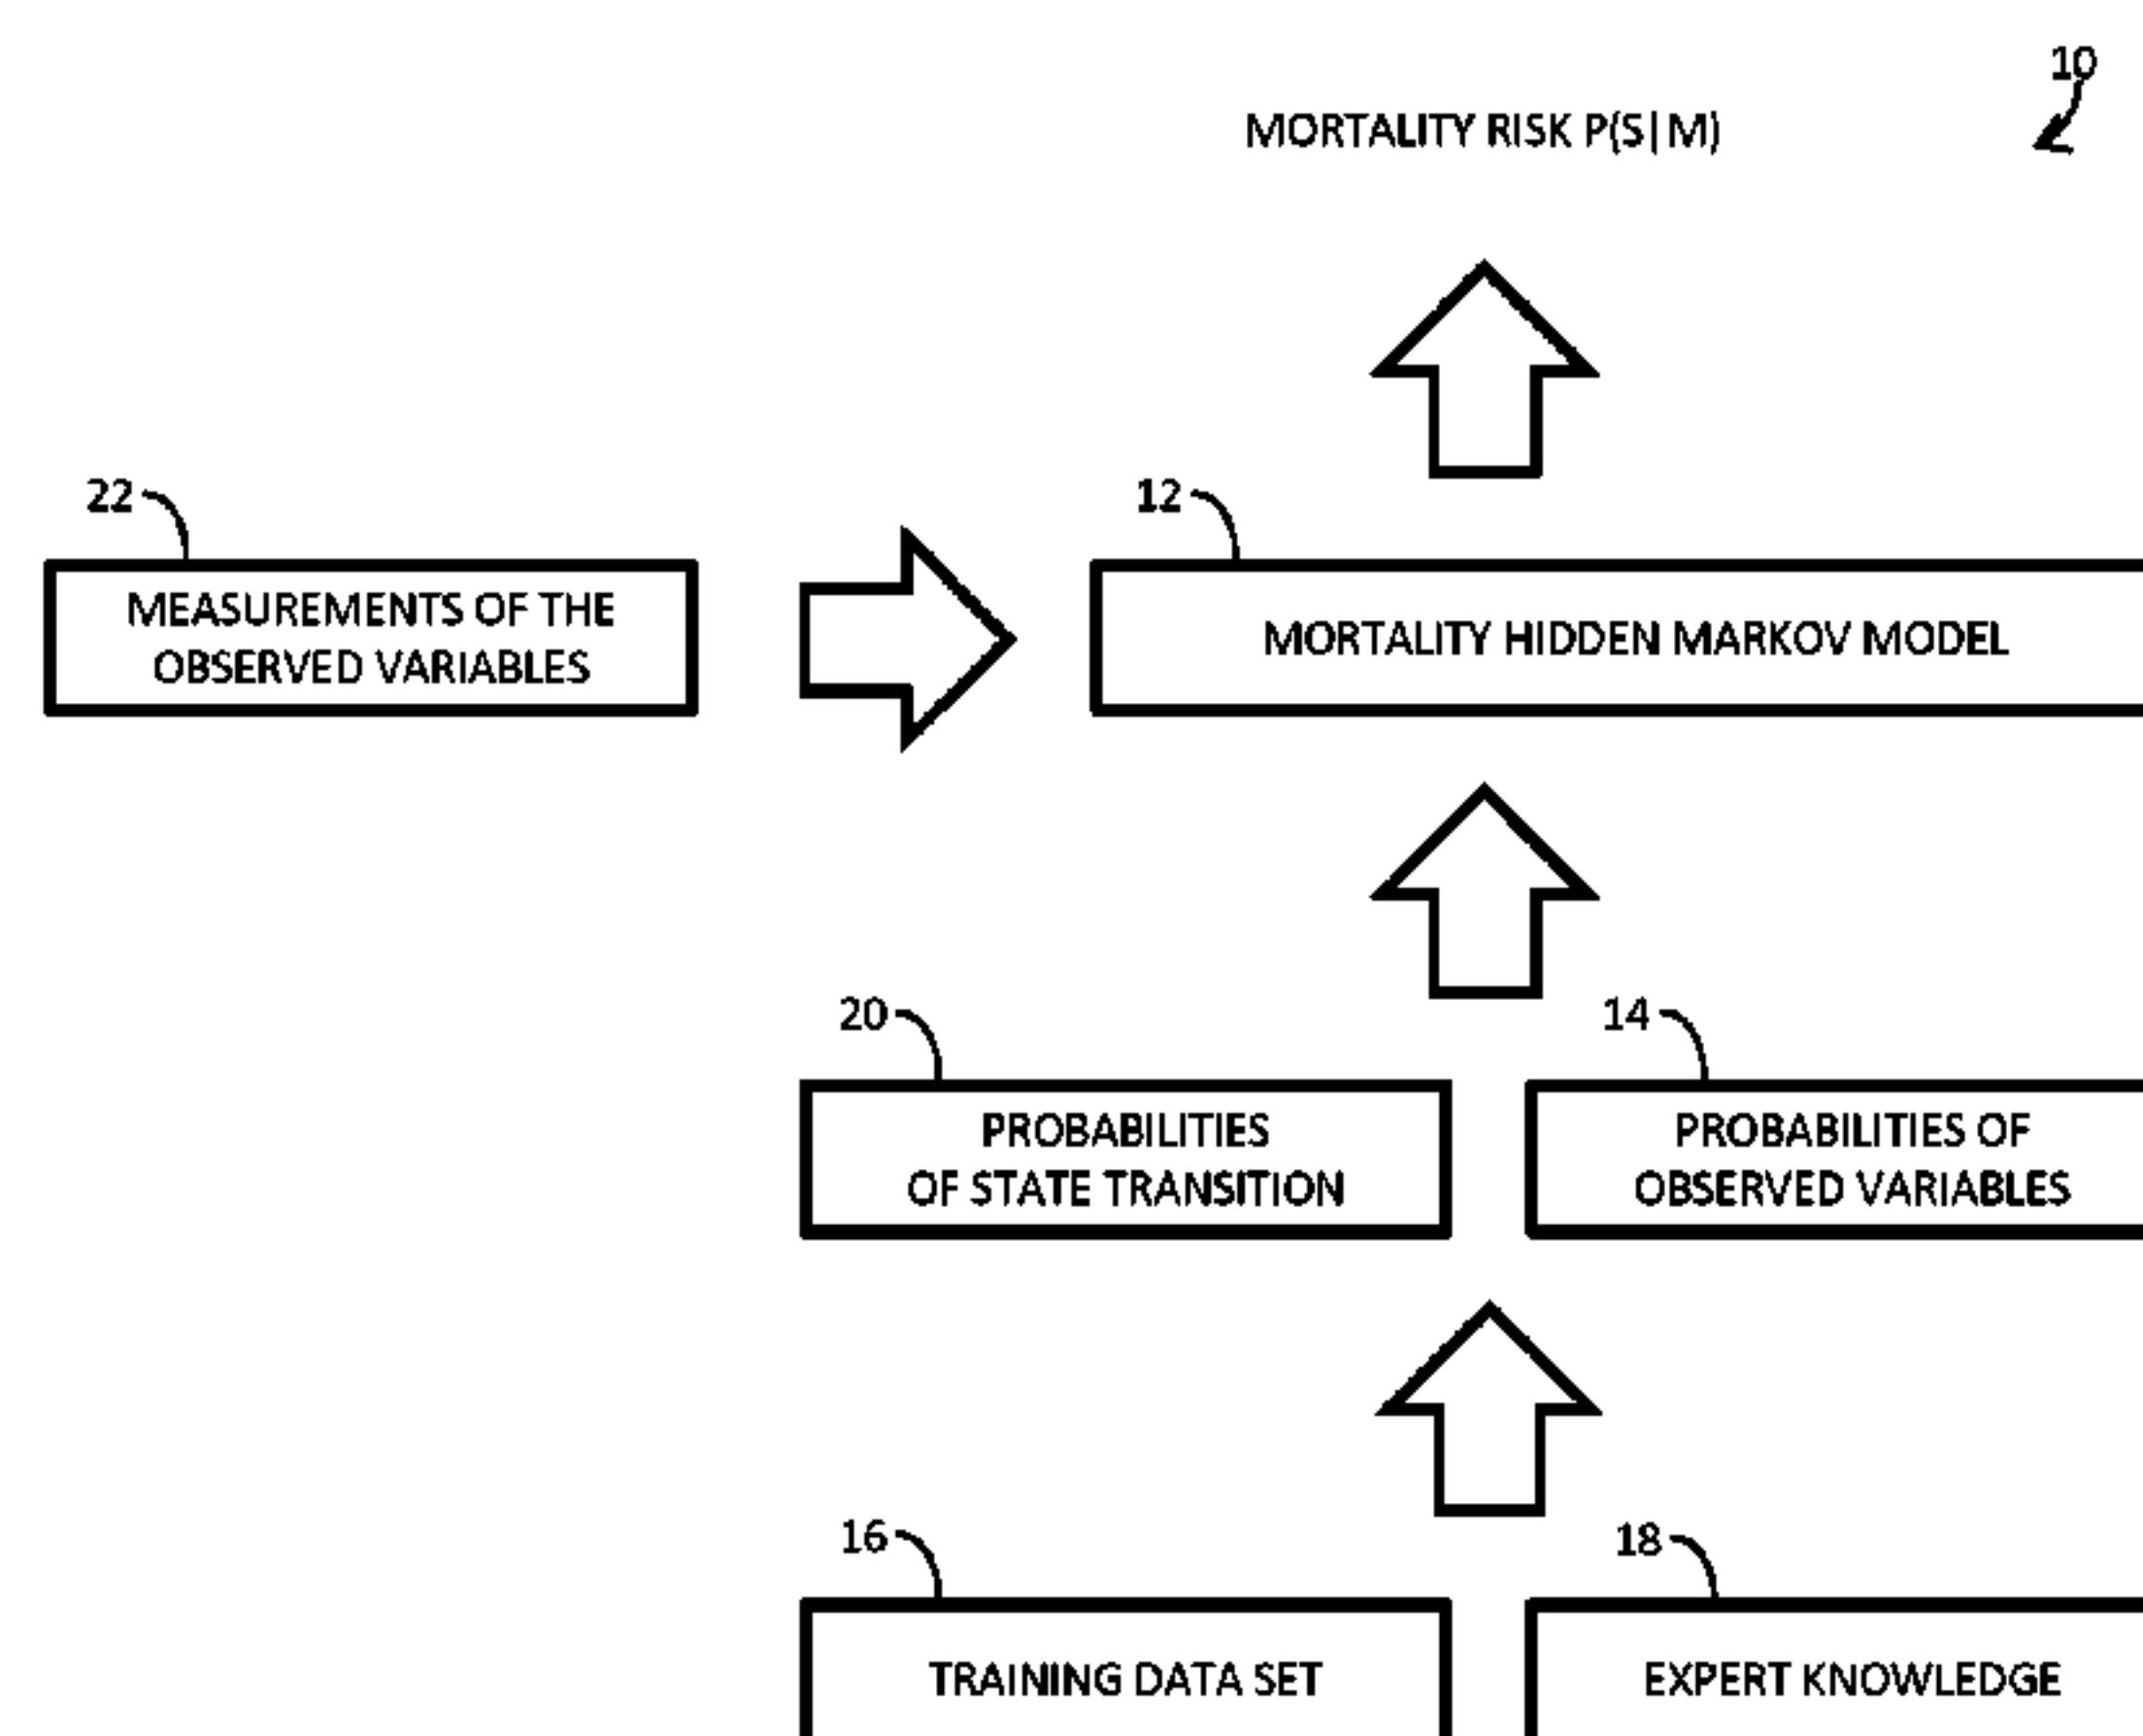 10
MORTALITY RISK P(S|M)
22
12
MEASUREMENTS OF THE
OBSERVED VARIABLES
MORTALITY HIDDEN MARKOV MODEL
20
14
PROBABILITIES
OF STATE TRANSITION
PROBABILITIES OF
OBSERVED VARIABLES
16
18
TRAINING DATA SET
EXPERT KNOWLEDGE